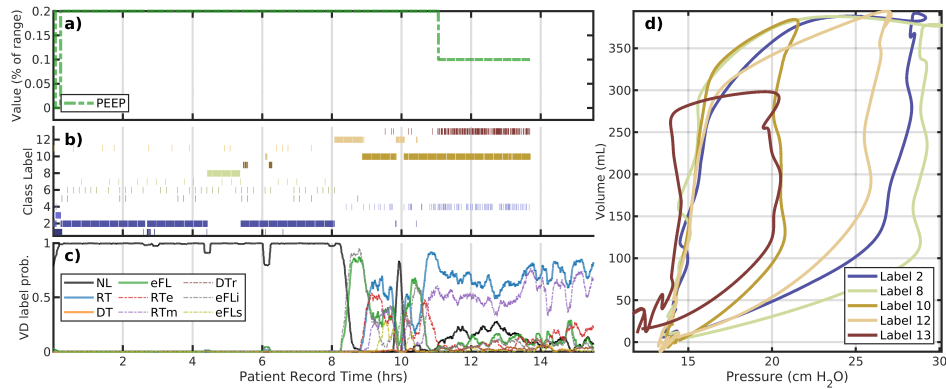 a)
Value (% of range)
0.2
0.15
0.1
0.05
0
PEEP
b)
Class Label
12
10
8
6
4
2
c)
VD label prob.
1
0.5
0
NL eFL DTr
RT RTe eFLi
DT RTm eFLs
2 4 6 8 10 12 14
Patient Record Time (hrs)
d)
Volume (mL)
350
300
250
200
150
100
50
0
Label 2
Label 8
Label 10
Label 12
Label 13
15 20 25 30
Pressure (cm H₂O)